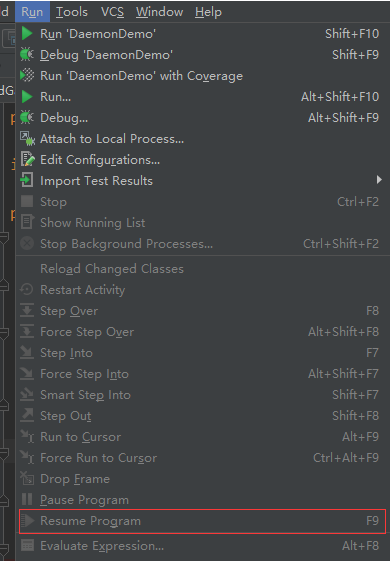 ld Run Tools VCS Window Help
Run 'DaemonDemo' Shift+F10
Debug 'DaemonDemo' Shift+F9
Run 'DaemonDemo' with Coverage
Run... Alt+Shift+F10
Debug... Alt+Shift+F9
Attach to Local Process...
Edit Configurations...
Import Test Results
Stop Ctrl+F2
Show Running List
Stop Background Processes... Ctrl+Shift+F2
Reload Changed Classes
Restart Activity
Step Over F8
Force Step Over Alt+Shift+F8
Step Into F7
Force Step Into Alt+Shift+F7
Smart Step Into Shift+F7
Step Out Shift+F8
Run to Cursor Alt+F9
Force Run to Cursor Ctrl+Alt+F9
Drop Frame
Pause Program
Resume Program F9
Evaluate Expression... Alt+F8